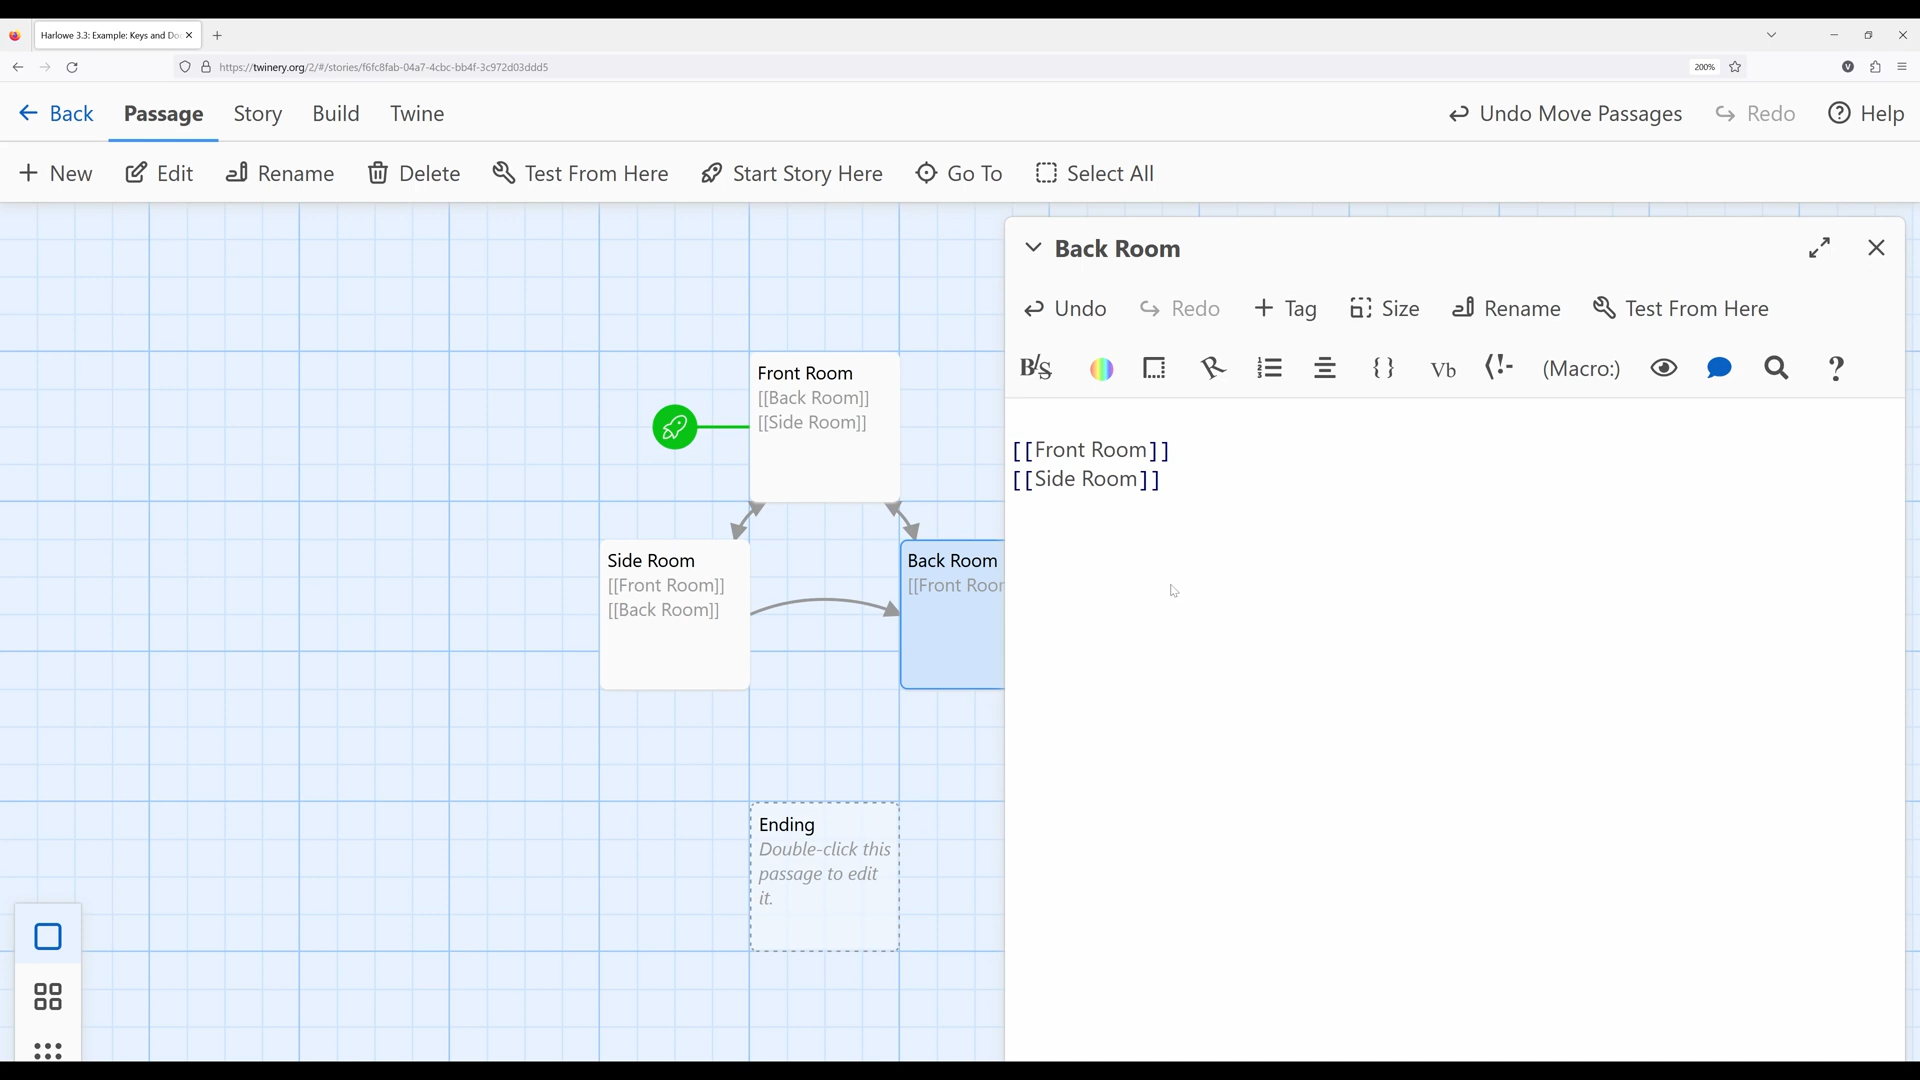 Harlowe 3.3: Example: Keys and Do
https://twinery.org/2/#/stories/f6fc8fab-04a7-4cbc-bb4f-3c972d03ddd5
200%
V
Back
Passage
Story
Build
Twine
Undo Move Passages
Redo
Help
New
Edit
Rename
Delete
Test From Here
Start Story Here
Go To
Select All
Front Room
[[Back Room]]
[[Side Room]]
Side Room
[[Front Room]]
[[Back Room]]
Back Room
[[Front Roor
Ending
Double-click this
passage to edit
it.
Back Room
Undo
Redo
Tag
Size
Rename
Test From Here
B/S
{ }
Vb
(Macro:)
?
[[Front Room]]
[[Side Room]]